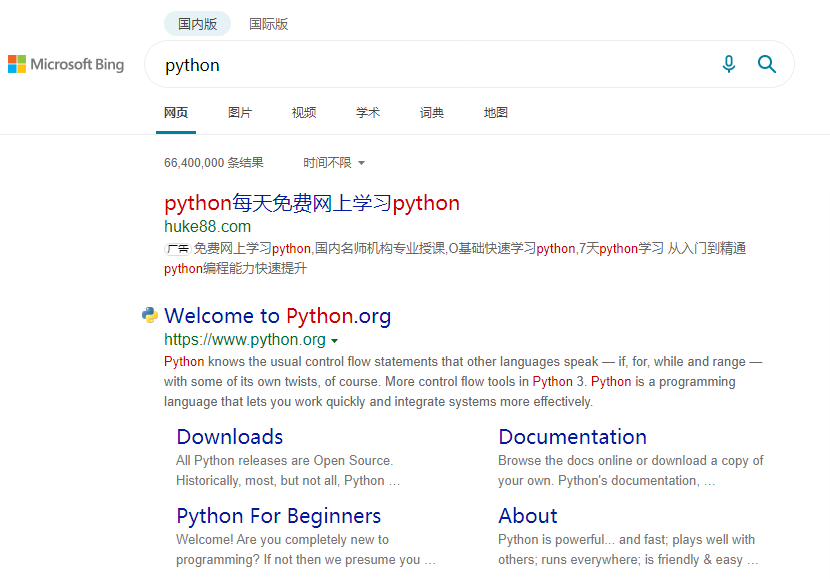 国内版 国际版
Microsoft Bing
python
网页 图片 视频 学术 词典 地图
66,400,000 条结果 时间不限
python每天免费网上学习python
huke88.com
广告 免费网上学习python,国内名师机构专业授课,0基础快速学习python,7天python学习 从入门到精通
python编程能力快速提升
Welcome to Python.org
https://www.python.org
Python knows the usual control flow statements that other languages speak — if, for, while and range —
with some of its own twists, of course. More control flow tools in Python 3. Python is a programming
language that lets you work quickly and integrate systems more effectively.
Downloads Documentation
All Python releases are Open Source. Browse the docs online or download a copy of
Historically, most, but not all, Python … your own. Python's documentation, …
Python For Beginners About
Welcome! Are you completely new to Python is powerful... and fast; plays well with
programming? If not then we presume you … others; runs everywhere; is friendly & easy …